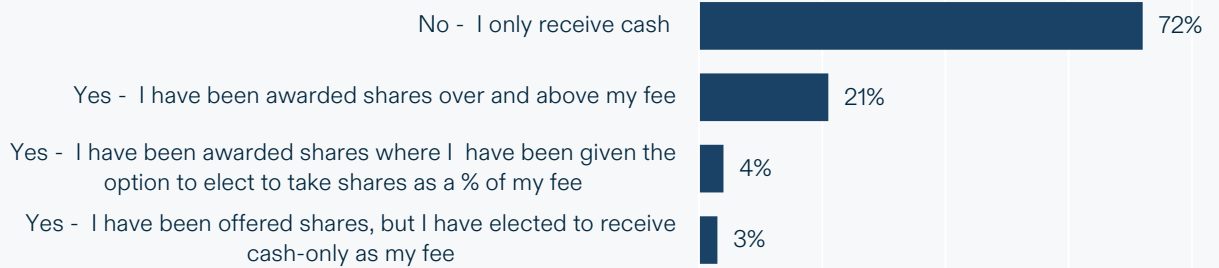 No - I only receive cash
72%
Yes - I have been awarded shares over and above my fee
21%
Yes - I have been awarded shares where I have been given the
option to elect to take shares as a % of my fee
4%
Yes - I have been offered shares, but I have elected to receive
cash-only as my fee
3%